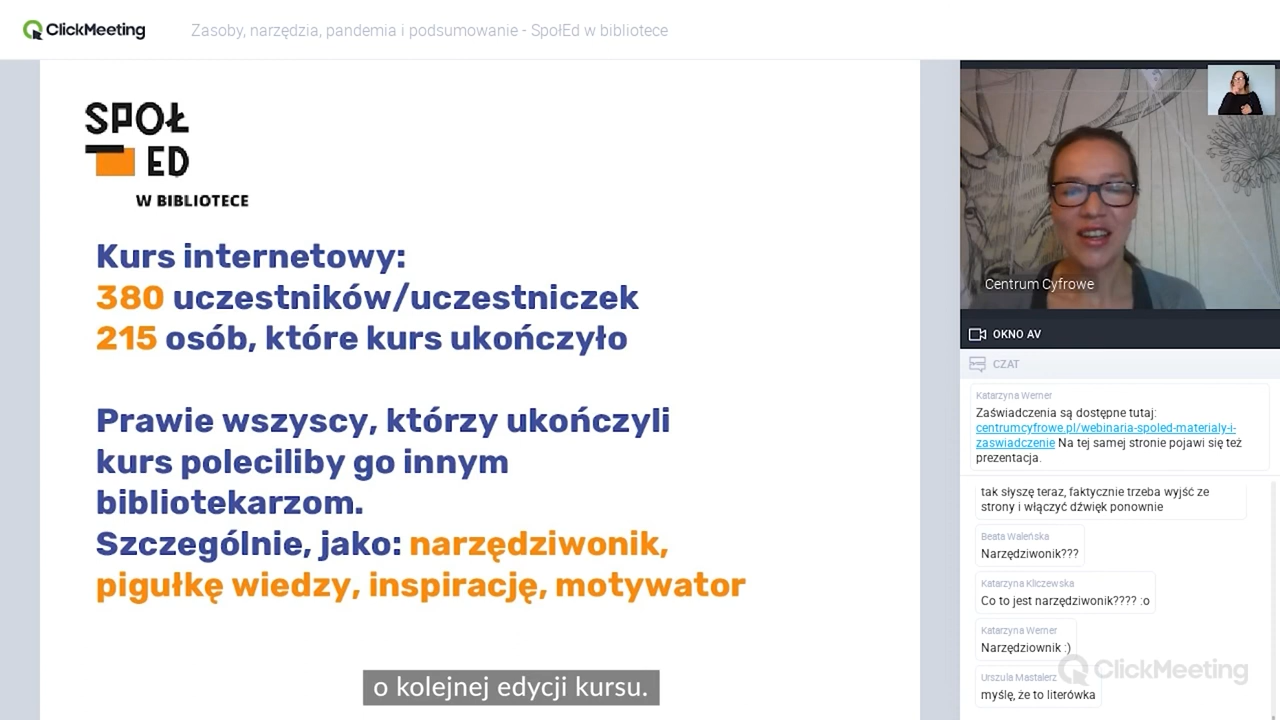 ClickMeeting
Zasoby, narzędzia, pandemia i podsumowanie - SpołEd w bibliotece
SPOŁ
ED
W BIBLIOTECE
Kurs internetowy:
380 uczestników/uczestniczek
215 osób, które kurs ukończyło
Prawie wszyscy, którzy ukończyli
kurs poleciliby go innym
bibliotekarzom.
Szczególnie, jako: narzędziwonik,
pigułkę wiedzy, inspirację, motywator
o kolejnej edycji kursu.
Centrum Cyfrowe
OKNO AV
CZAT
Katarzyna Werner
Zaświadczenia są dostępne tutaj:
centrumcyfrowe.pl/webinaria-spoled-materialy-i-
zaswiadczenie Na tej samej stronie pojawi się też
prezentacja.
tak słyszę teraz, faktycznie trzeba wyjść ze
strony i włączyć dźwięk ponownie
Beata Waleńska
Narzędziwonik???
Katarzyna Kliczewska
Co to jest narzędziwonik???? :o
Katarzyna Werner
Narzędziownik :)
Urszula Mastalerz
myślę, że to literówka
ClickMeeting